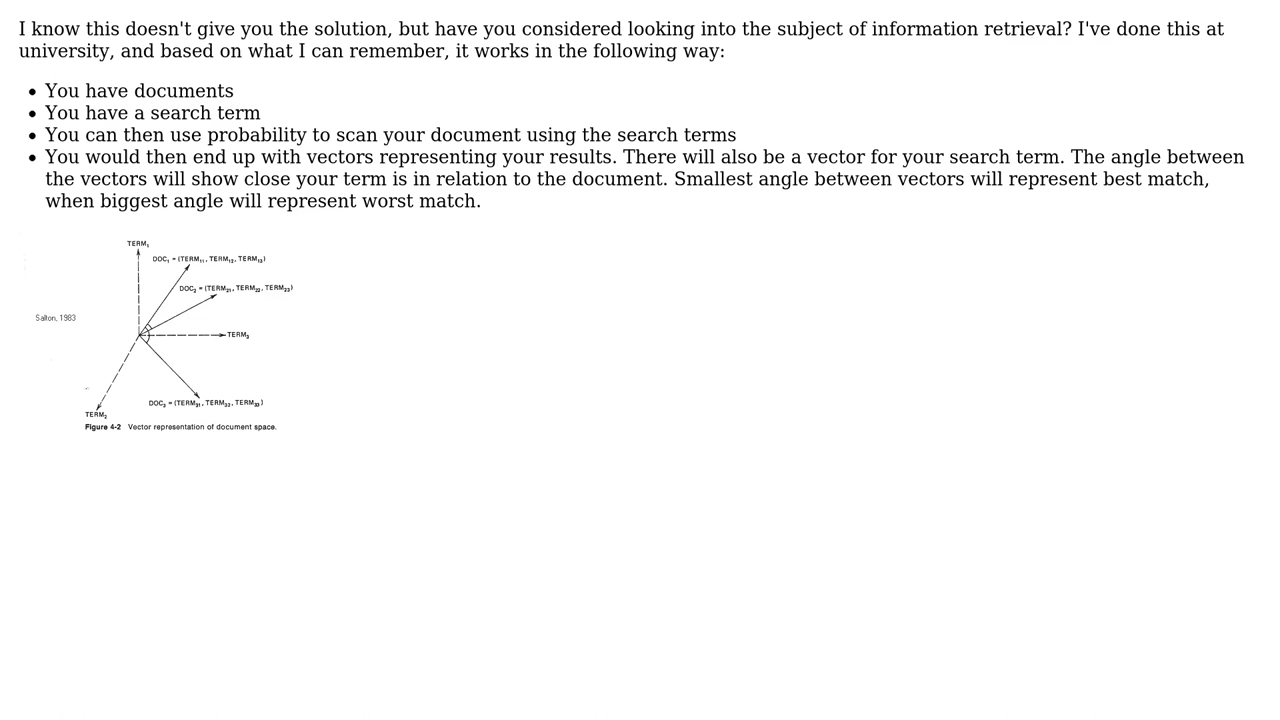 I know this doesn't give you the solution, but have you considered looking into the subject of information retrieval? I've done this at
university, and based on what I can remember, it works in the following way:
• You have documents
• You have a search term
• You can then use probability to scan your document using the search terms
• You would then end up with vectors representing your results. There will also be a vector for your search term. The angle between
the vectors will show close your term is in relation to the document. Smallest angle between vectors will represent best match,
when biggest angle will represent worst match.
TERM₁
DOC₁ = (TERM₁₁, TERM₁₂, TERM₁₃)
DOC₂ = (TERM₂₁, TERM₂₂, TERM₂₃)
Salton, 1983
TERM₃
DOC₃ = (TERM₃₁, TERM₃₂, TERM₃₃)
TERM₂
Figure 4-2 Vector representation of document space.